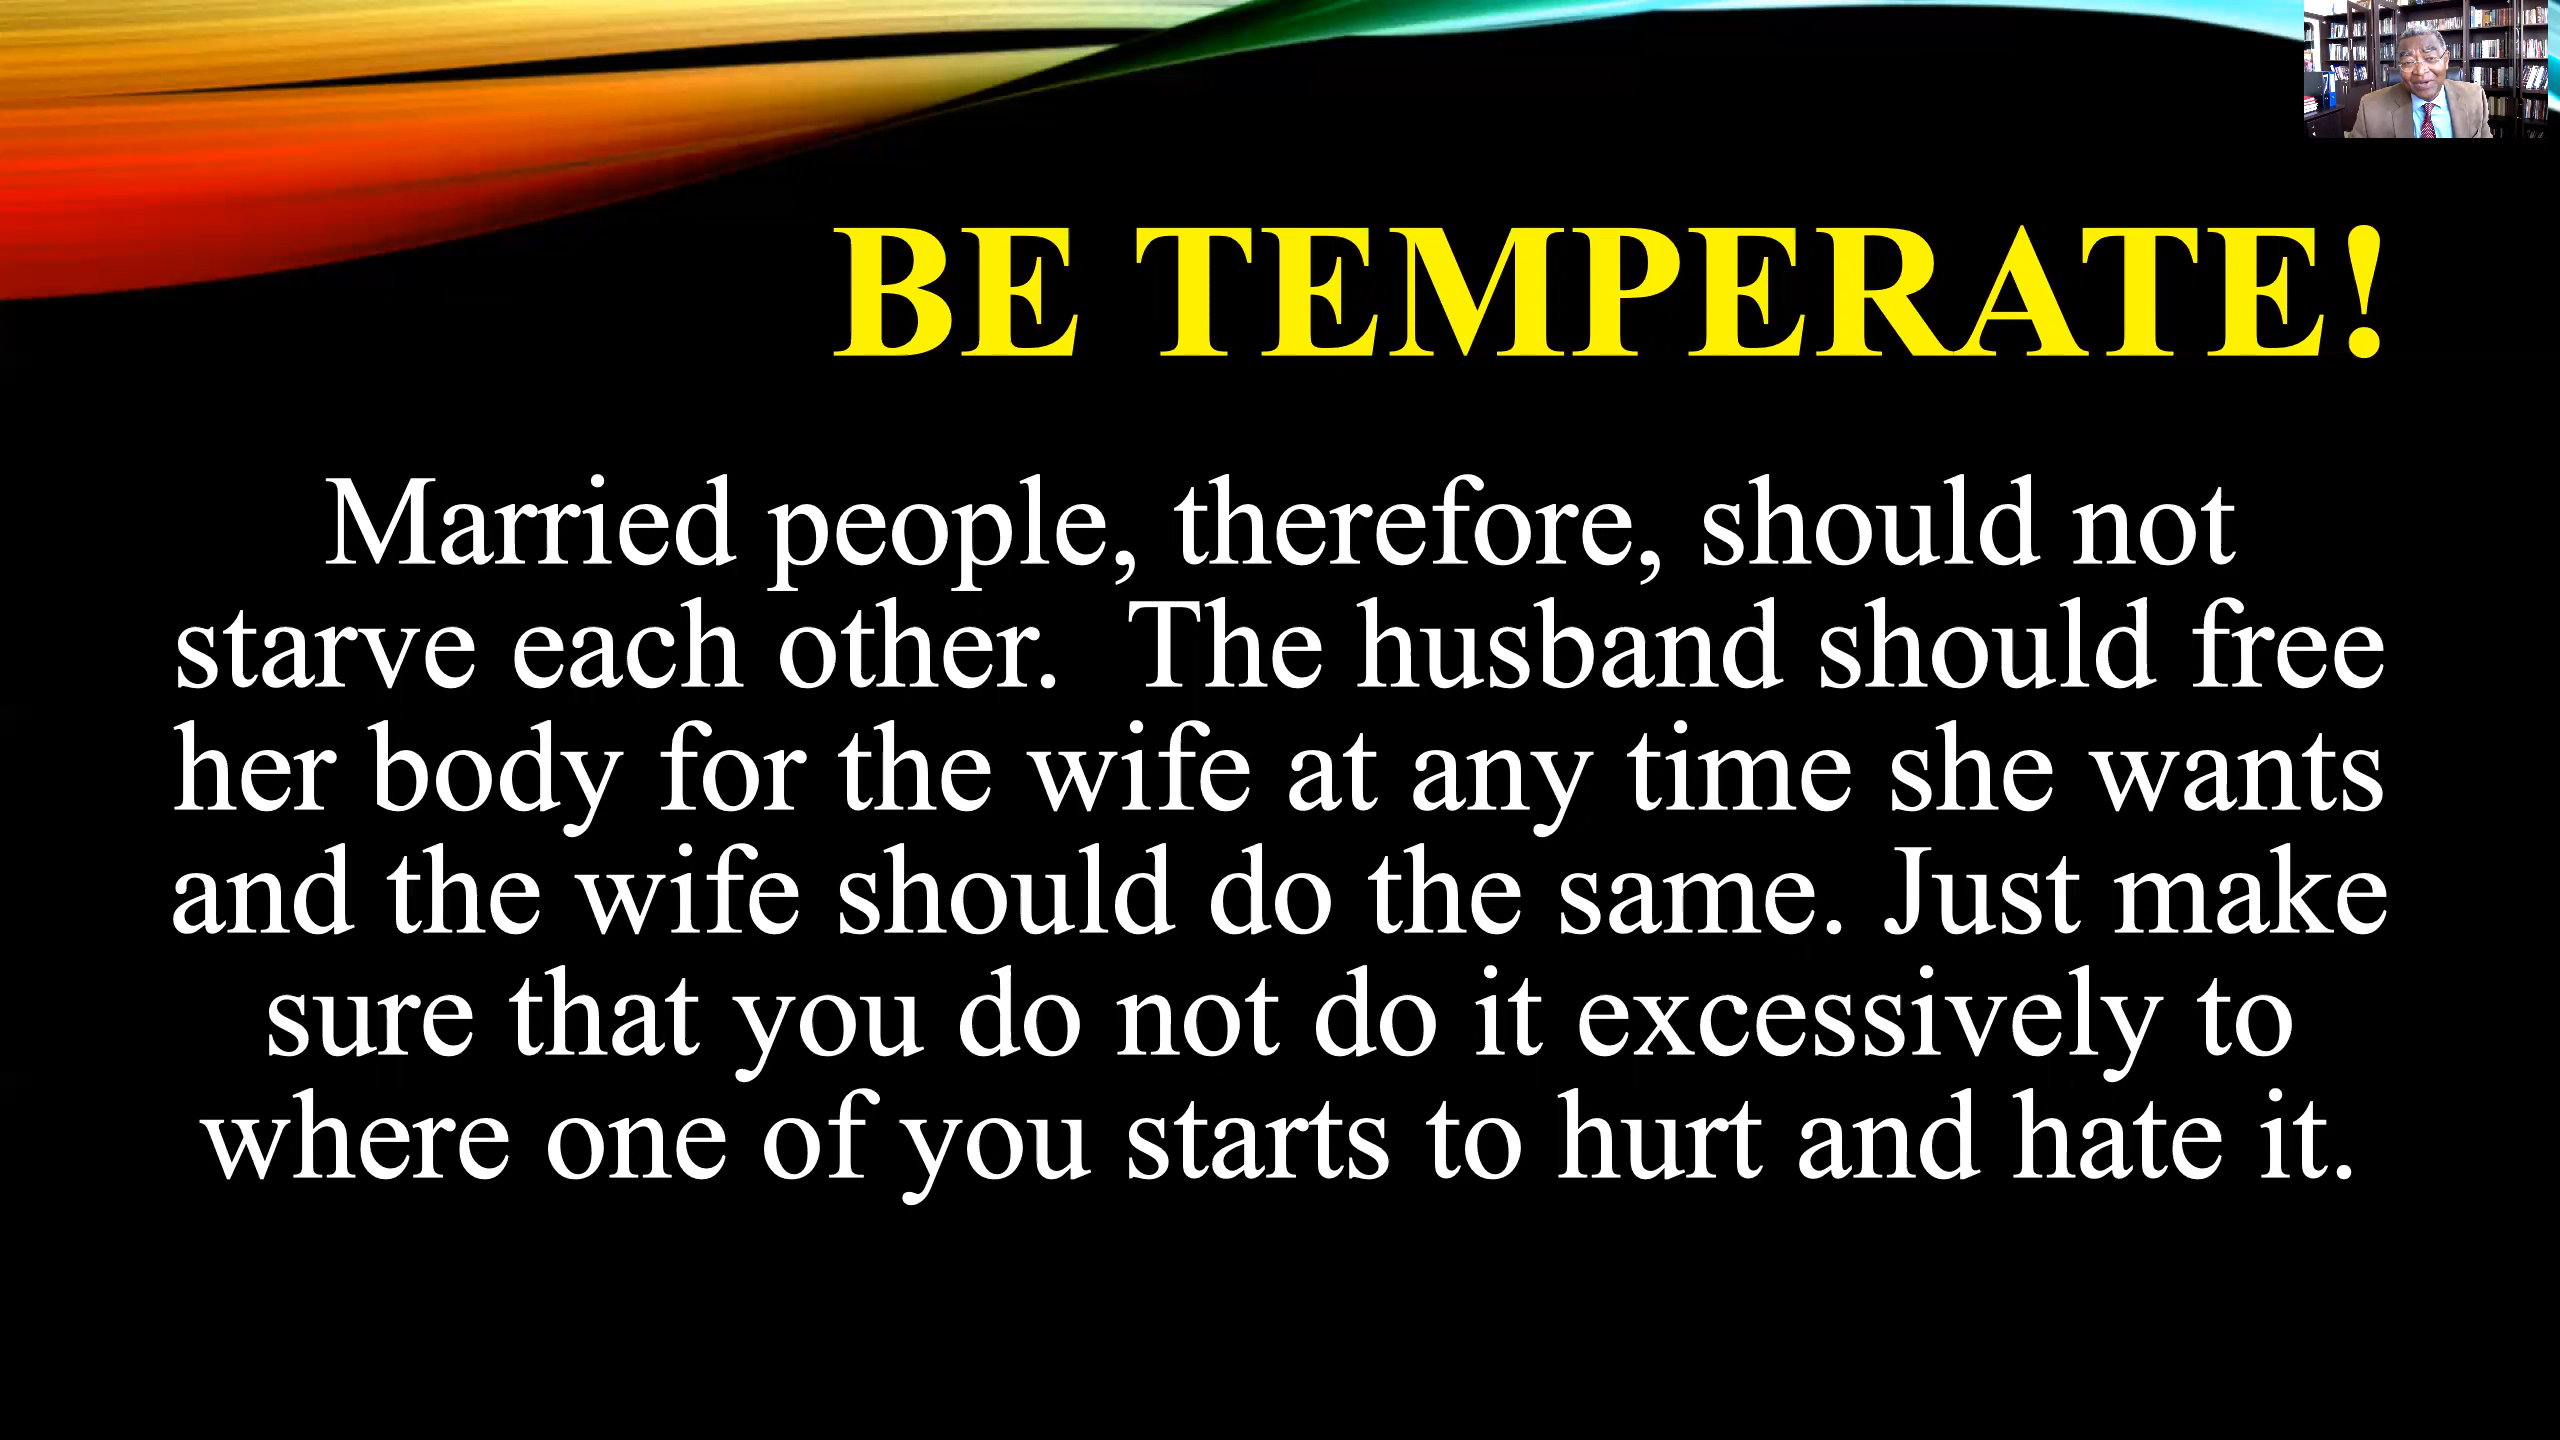 BE TEMPERATE!
Married people, therefore, should not
starve each other.  The husband should free
her body for the wife at any time she wants
and the wife should do the same. Just make
sure that you do not do it excessively to
where one of you starts to hurt and hate it.